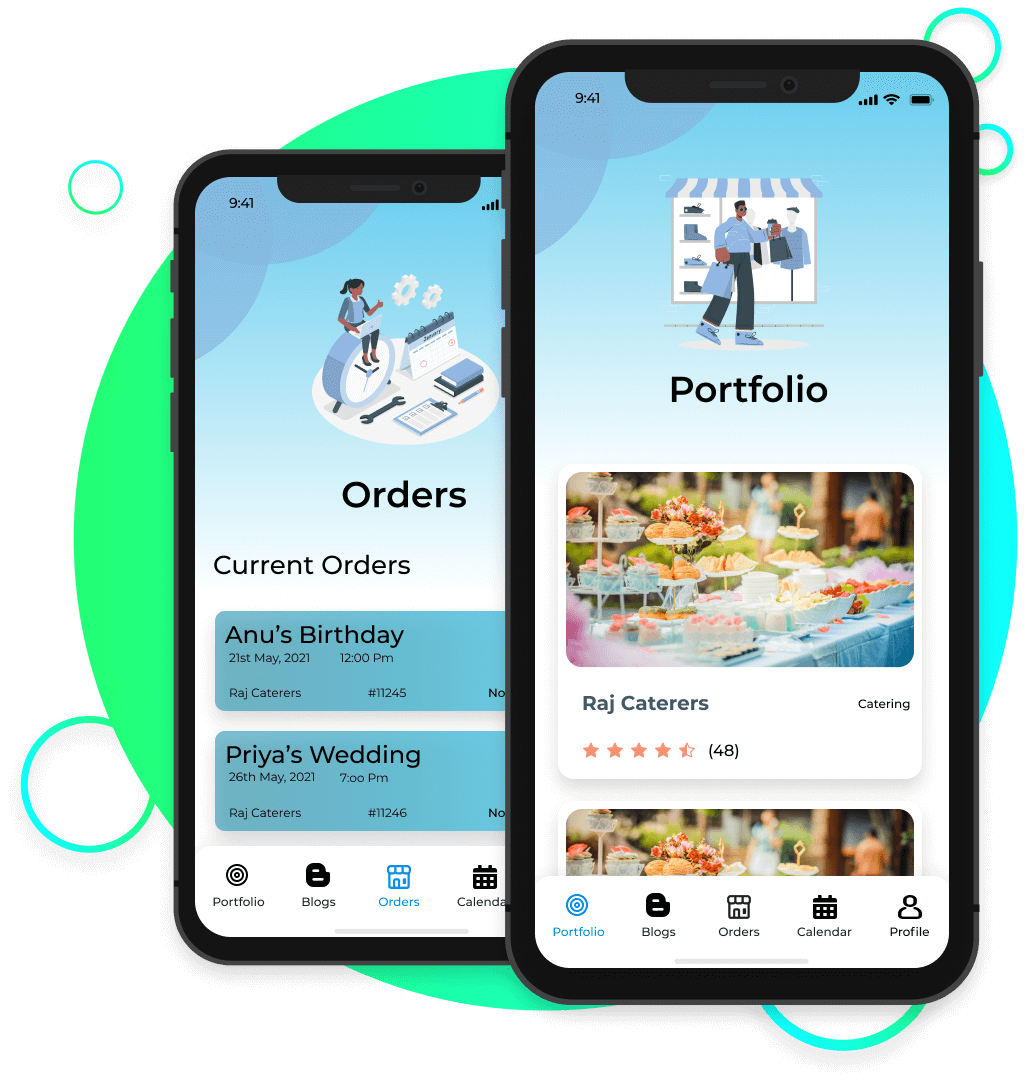 9:41
January
Orders
Current Orders
Anu’s Birthday
21st May, 2021 12:00 Pm
Raj Caterers #11245 No
Priya’s Wedding
26th May, 2021 7:oo Pm
Raj Caterers #11246 No
Portfolio Blogs Orders Calenda
9:41
Portfolio
Raj Caterers Catering
(48)
Portfolio Blogs Orders Calendar Profile